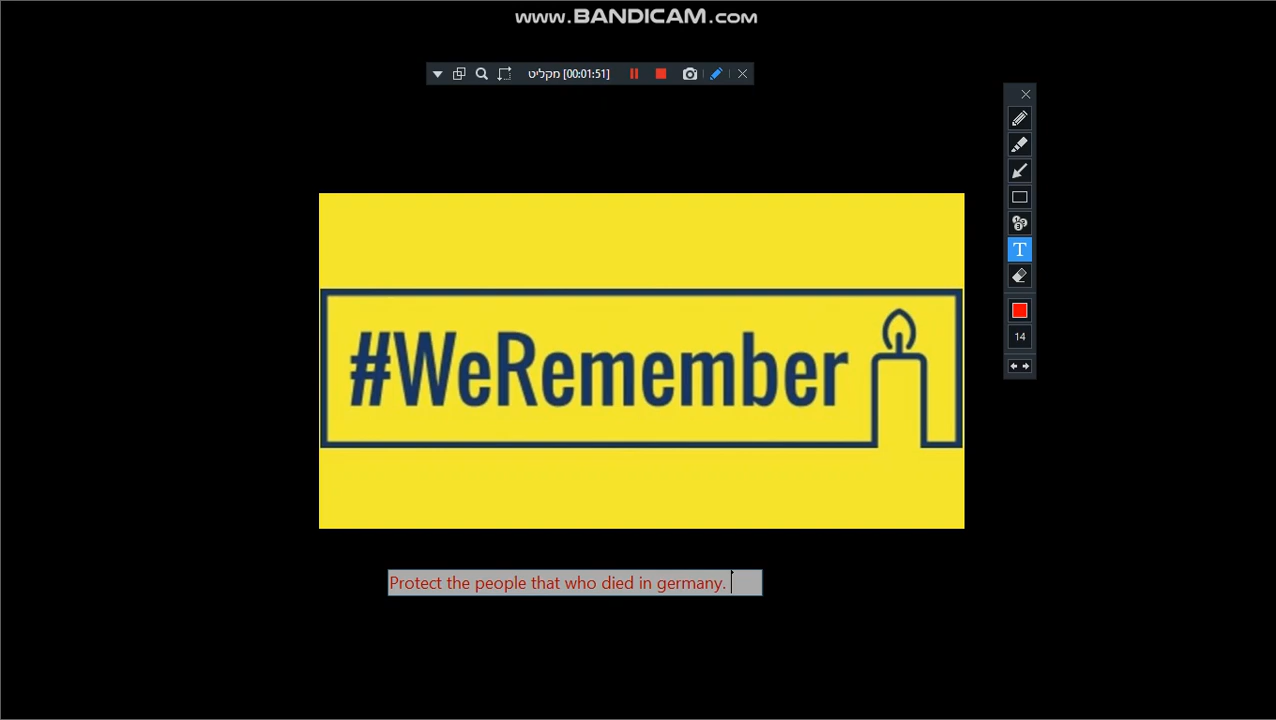 www.BANDICAM.com
מקליט [00:01:51]
#WeRemember
T
14
Protect the people that who died in germany.